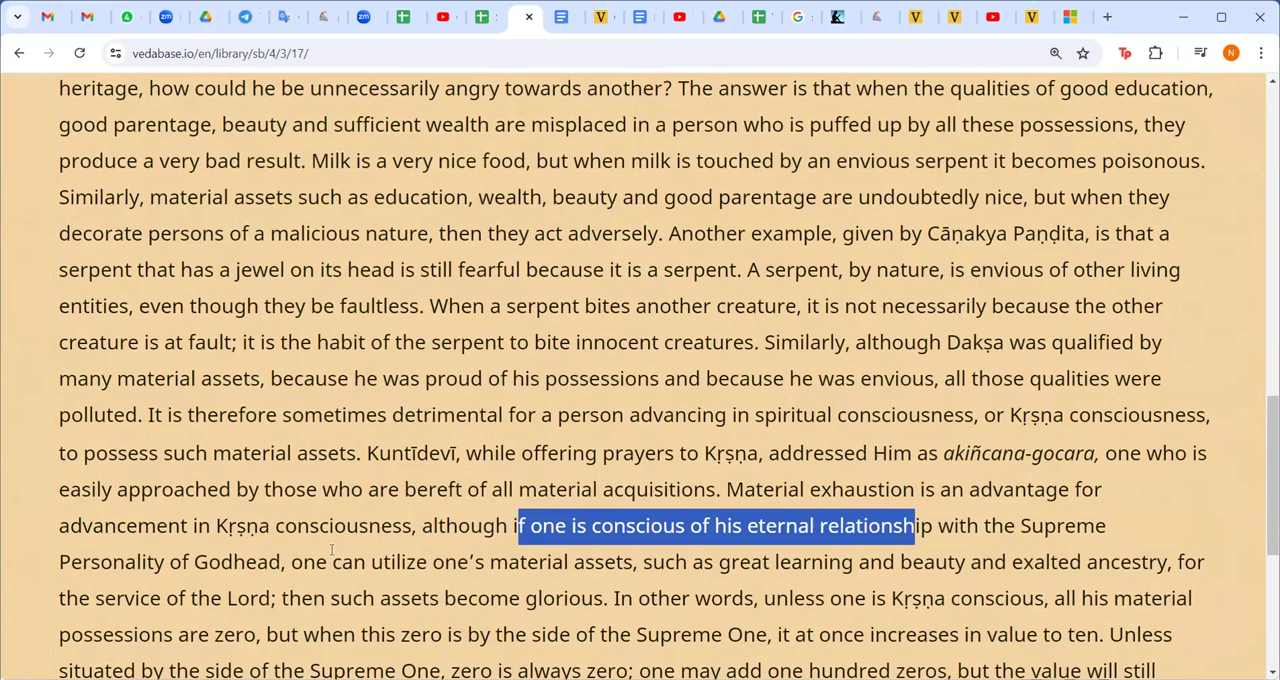 vedabase.io/en/library/sb/4/3/17/
heritage, how could he be unnecessarily angry towards another? The answer is that when the qualities of good education,
good parentage, beauty and sufficient wealth are misplaced in a person who is puffed up by all these possessions, they
produce a very bad result. Milk is a very nice food, but when milk is touched by an envious serpent it becomes poisonous.
Similarly, material assets such as education, wealth, beauty and good parentage are undoubtedly nice, but when they
decorate persons of a malicious nature, then they act adversely. Another example, given by Cāṇakya Paṇḍita, is that a
serpent that has a jewel on its head is still fearful because it is a serpent. A serpent, by nature, is envious of other living
entities, even though they be faultless. When a serpent bites another creature, it is not necessarily because the other
creature is at fault; it is the habit of the serpent to bite innocent creatures. Similarly, although Dakṣa was qualified by
many material assets, because he was proud of his possessions and because he was envious, all those qualities were
polluted. It is therefore sometimes detrimental for a person advancing in spiritual consciousness, or Kṛṣṇa consciousness,
to possess such material assets. Kuntīdevī, while offering prayers to Kṛṣṇa, addressed Him as akiñcana-gocara, one who is
easily approached by those who are bereft of all material acquisitions. Material exhaustion is an advantage for
advancement in Kṛṣṇa consciousness, although if one is conscious of his eternal relationship with the Supreme
Personality of Godhead, one can utilize one’s material assets, such as great learning and beauty and exalted ancestry, for
the service of the Lord; then such assets become glorious. In other words, unless one is Kṛṣṇa conscious, all his material
possessions are zero, but when this zero is by the side of the Supreme One, it at once increases in value to ten. Unless
situated by the side of the Supreme One, zero is always zero; one may add one hundred zeros, but the value will still